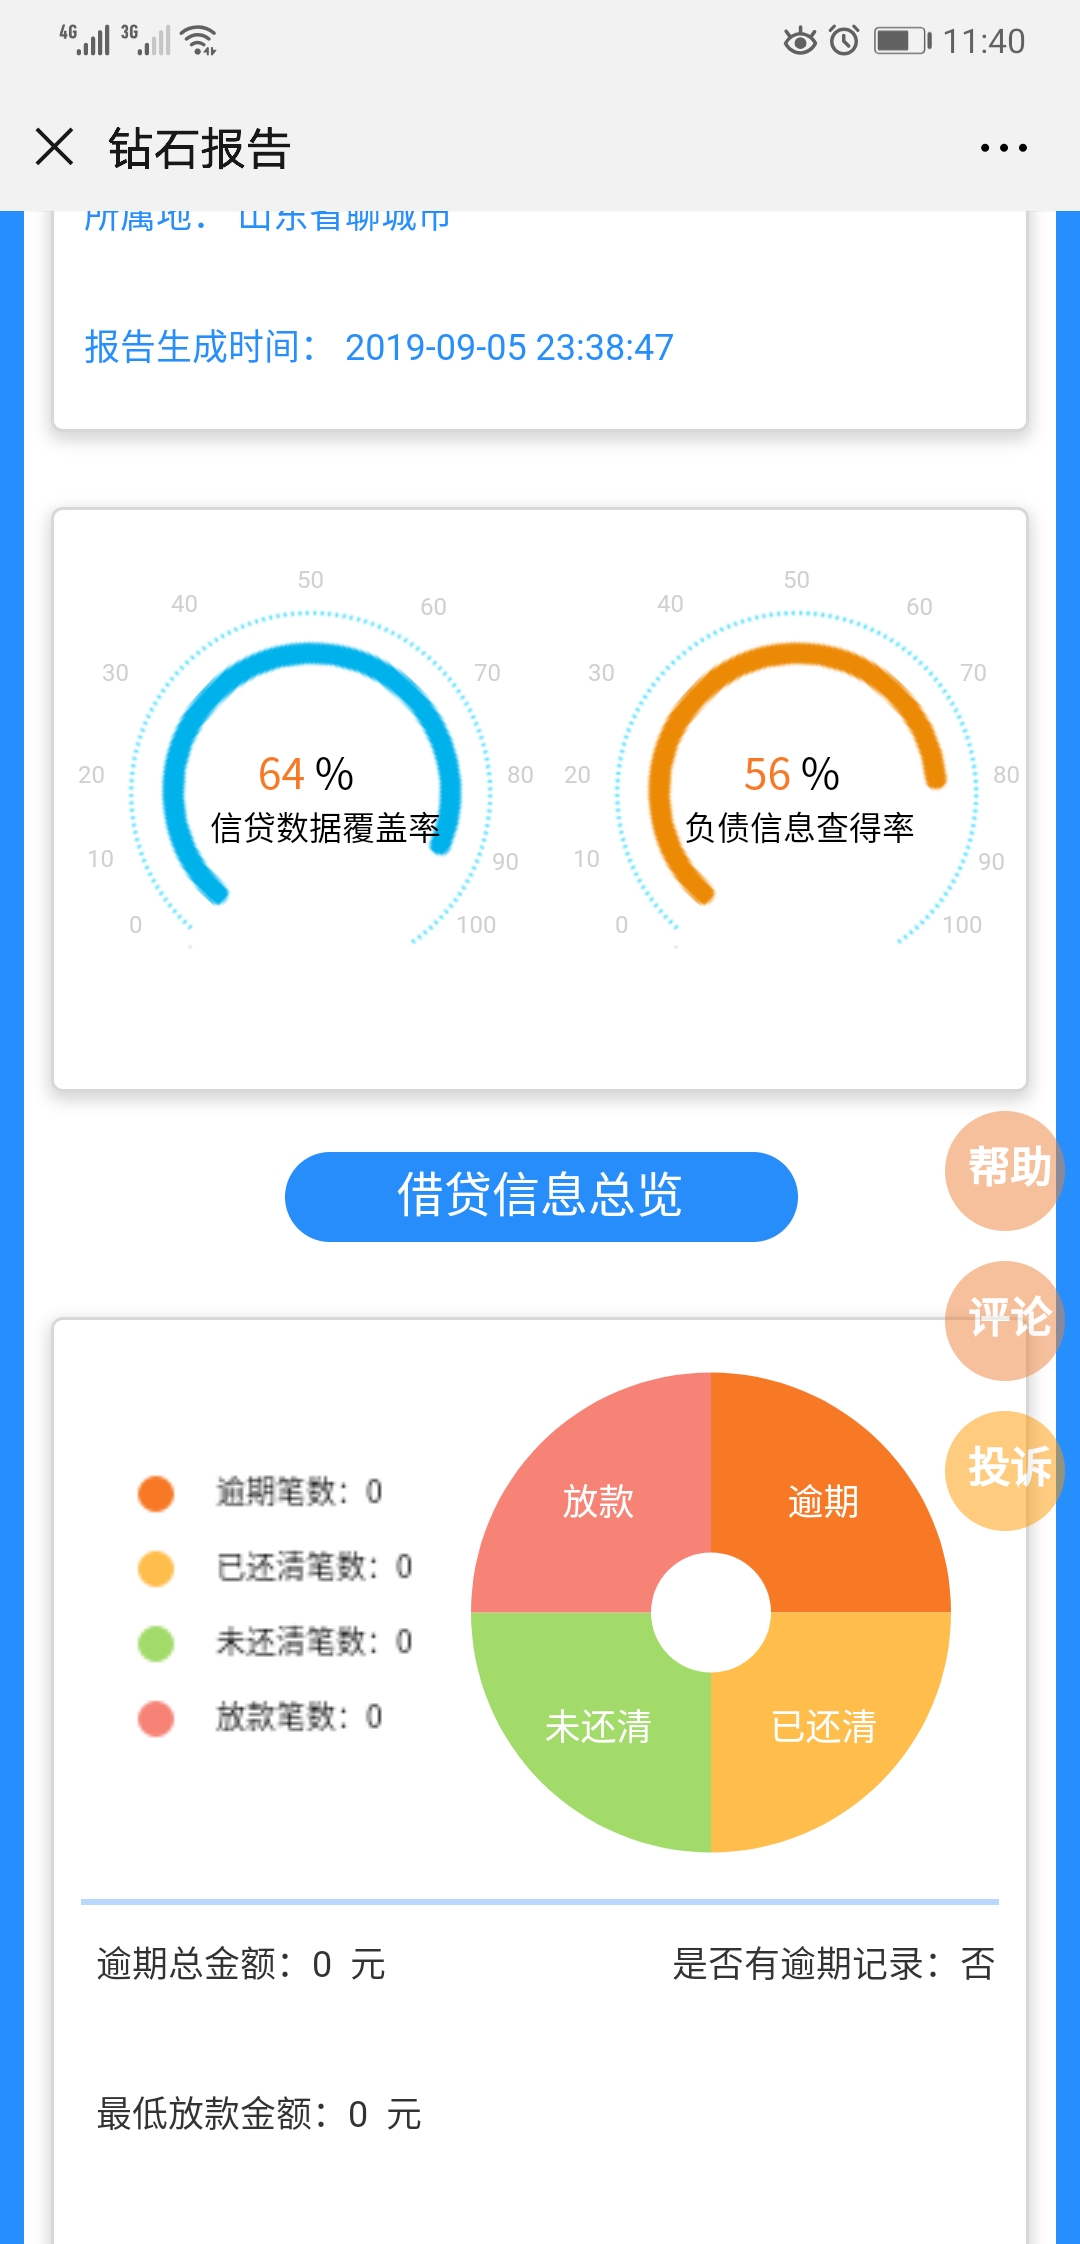 4G 3G 11:40
钻石报告
所属地： 山东省聊城市
报告生成时间： 2019-09-05 23:38:47
0 10 20 30 40 50 60 70 80 90 100
64 %
信贷数据覆盖率
0 10 20 30 40 50 60 70 80 90 100
56 %
负债信息查得率
帮助
借贷信息总览
评论
投诉
逾期笔数：0
已还清笔数：0
未还清笔数：0
放款笔数：0
放款 逾期
未还清 已还清
逾期总金额：0 元 是否有逾期记录：否
最低放款金额：0 元